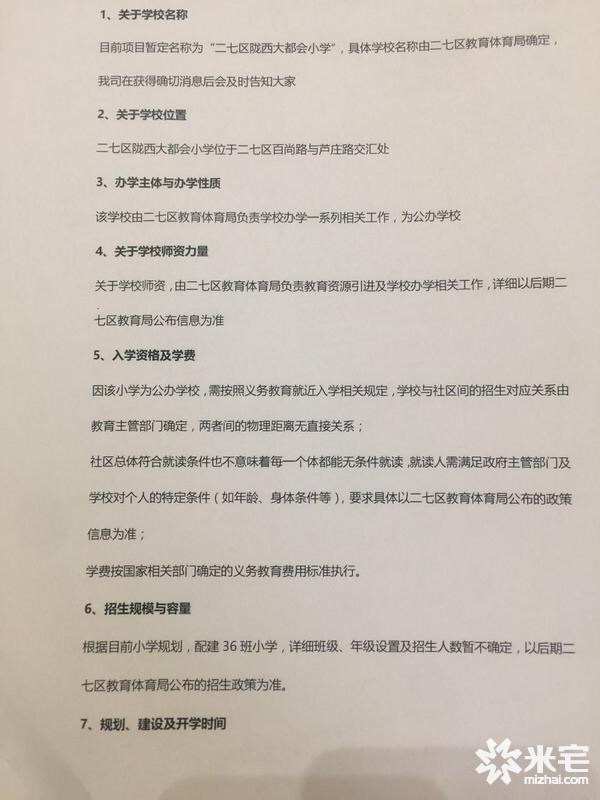 1、关于学校名称
目前项目暂定名称为“二七区陇西大都会小学”，具体学校名称由二七区教育体育局确定，
我司在获得确切消息后会及时告知大家
2、关于学校位置
二七区陇西大都会小学位于二七区百尚路与芦庄路交汇处
3、办学主体与办学性质
该学校由二七区教育体育局负责学校办学一系列相关工作，为公办学校
4、关于学校师资力量
关于学校师资，由二七区教育体育局负责教育资源引进及学校办学相关工作，详细以后期二
七区教育局公布信息为准
5、入学资格及学费
因该小学为公办学校，需按照义务教育就近入学相关规定，学校与社区间的招生对应关系由
教育主管部门确定，两者间的物理距离无直接关系；
社区总体符合就读条件也不意味着每一个体都能无条件就读，就读人需满足政府主管部门及
学校对个人的特定条件（如年龄、身体条件等），要求具体以二七区教育体育局公布的政策
信息为准；
学费按国家相关部门确定的义务教育费用标准执行。
6、招生规模与容量
根据目前小学规划，配建 36 班小学，详细班级、年级设置及招生人数暂不确定，以后期二
七区教育体育局公布的招生政策为准。
7、规划、建设及开学时间
米宅
mizhai.com